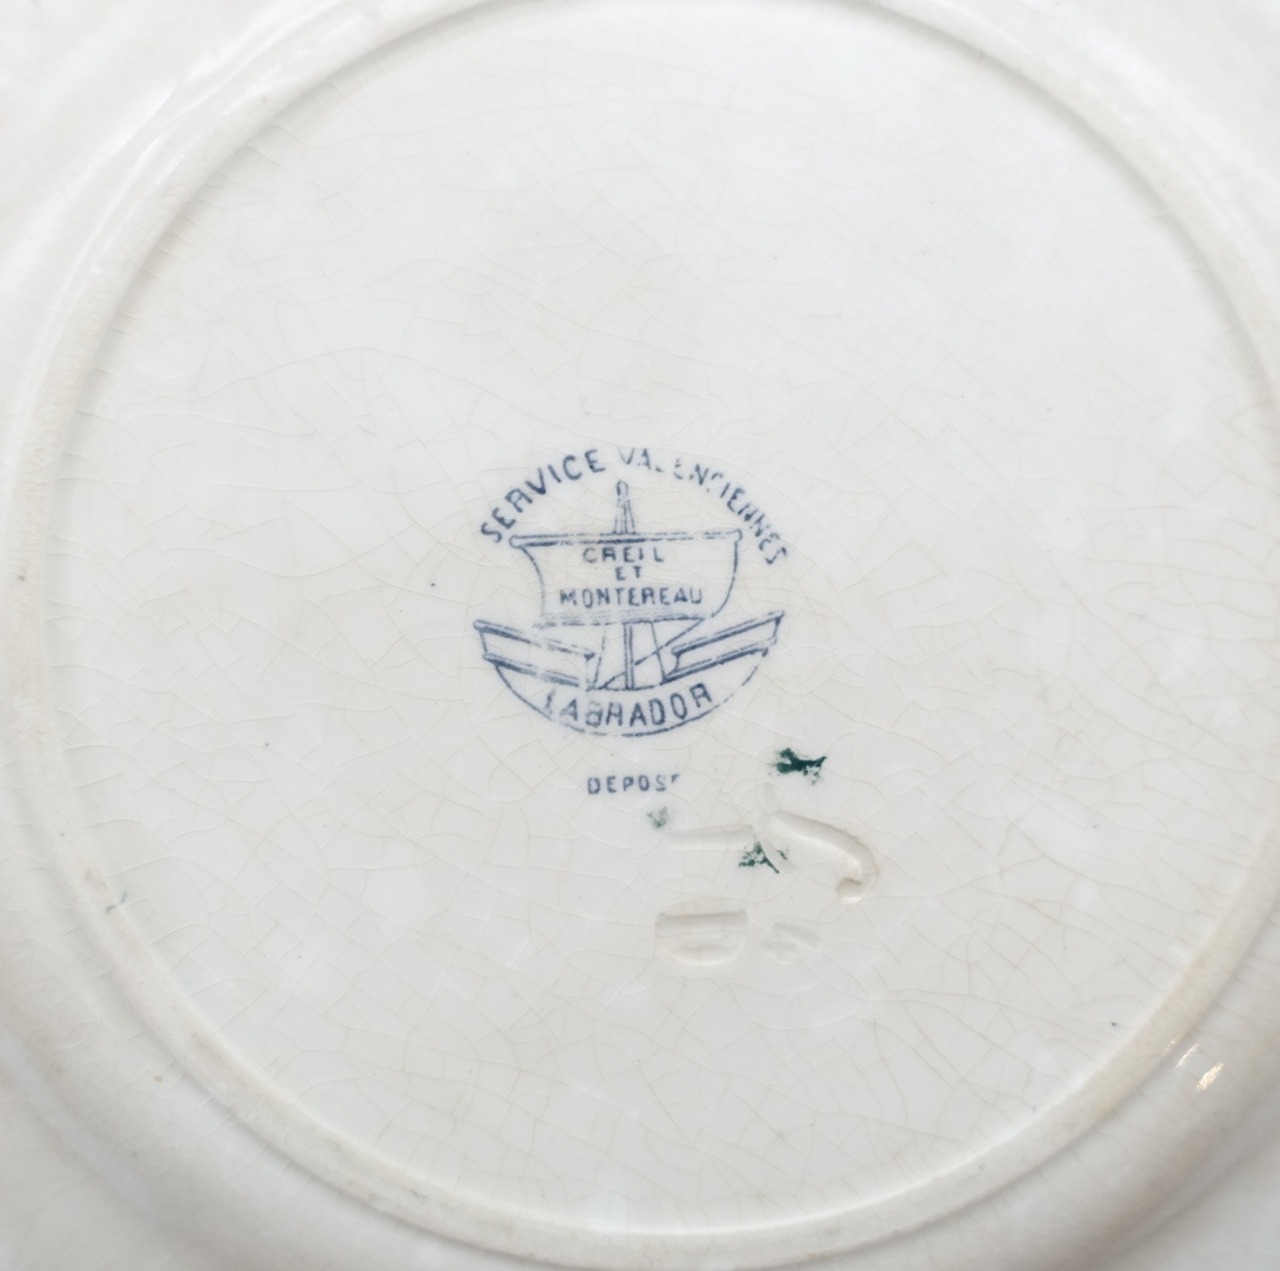 SERVICE VALENCIENNES
CREIL
ET
MONTEREAU
LABRADOR
DEPOSE